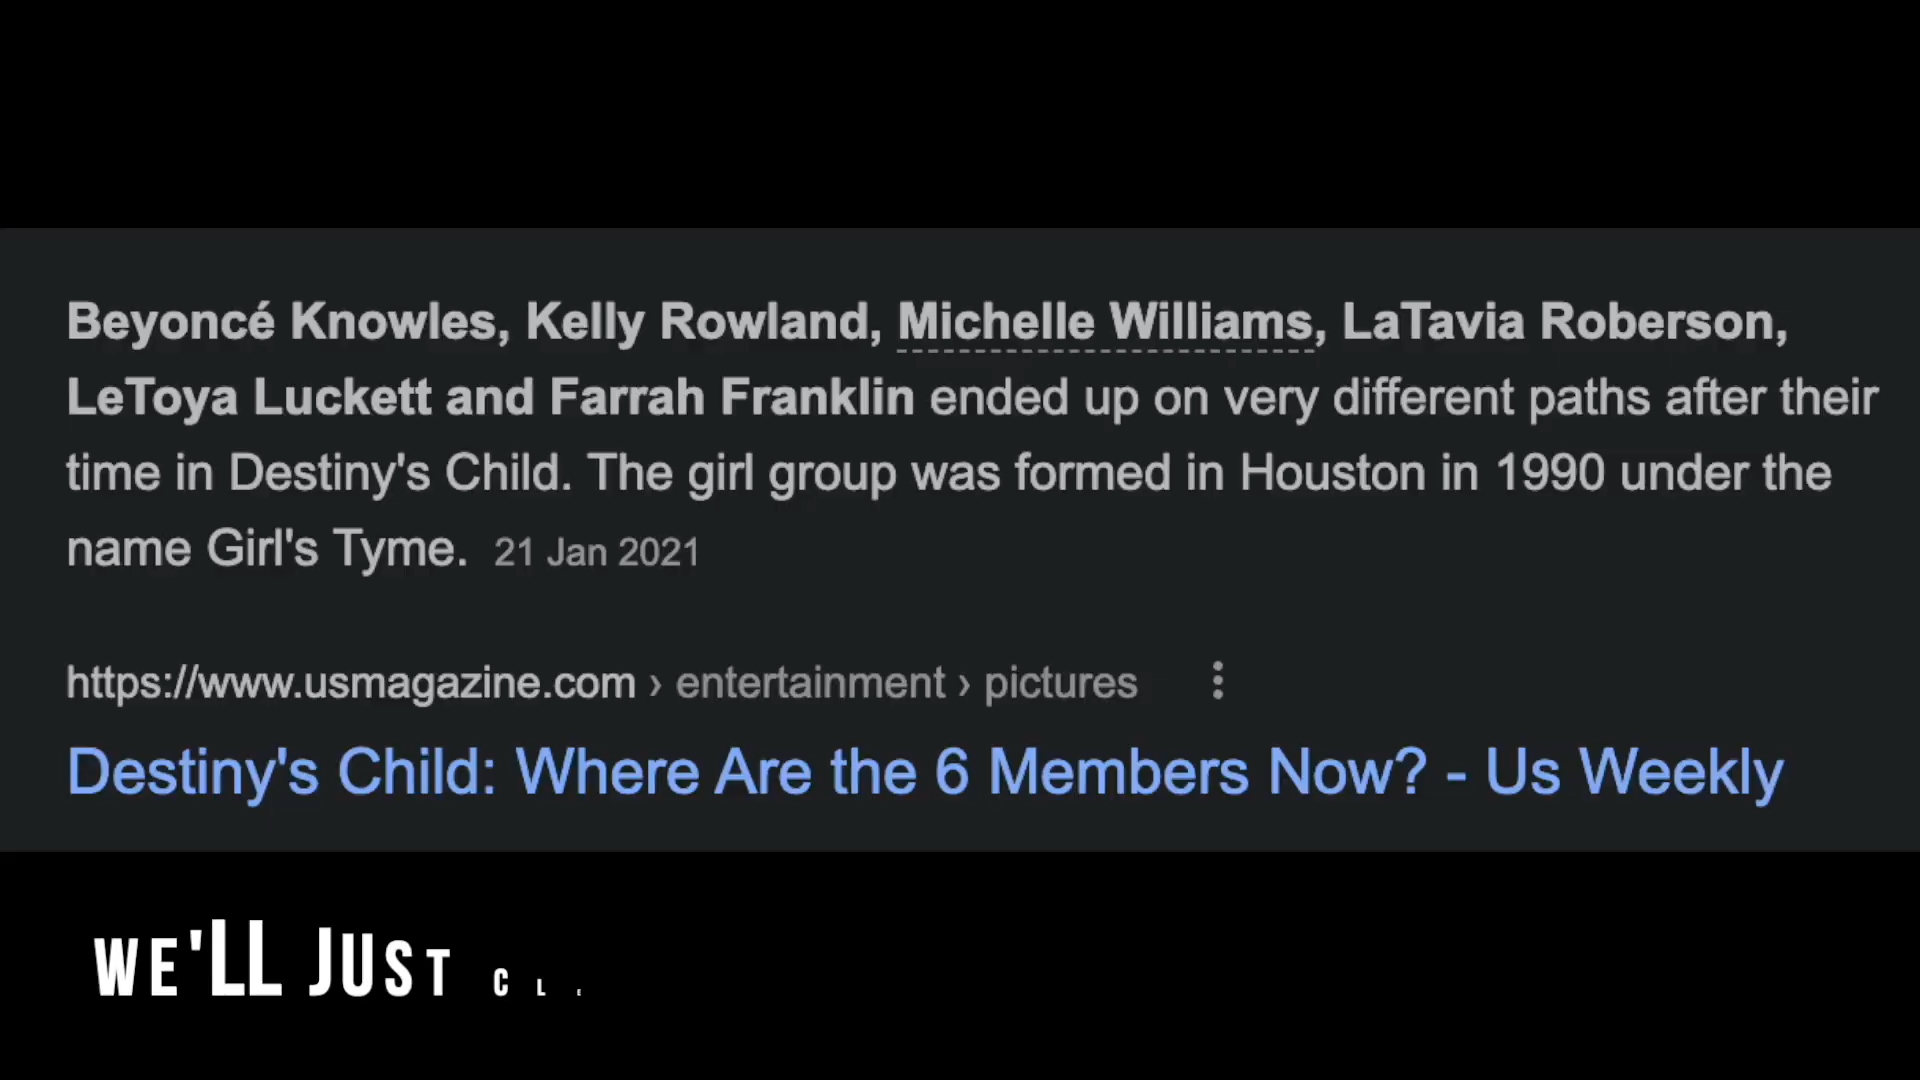 Beyoncé Knowles, Kelly Rowland, Michelle Williams, LaTavia Roberson,
LeToya Luckett and Farrah Franklin ended up on very different paths after their
time in Destiny's Child. The girl group was formed in Houston in 1990 under the
name Girl's Tyme. 21 Jan 2021
https://www.usmagazine.com › entertainment › pictures
Destiny's Child: Where Are the 6 Members Now? - Us Weekly
WE'LL JUST CLE